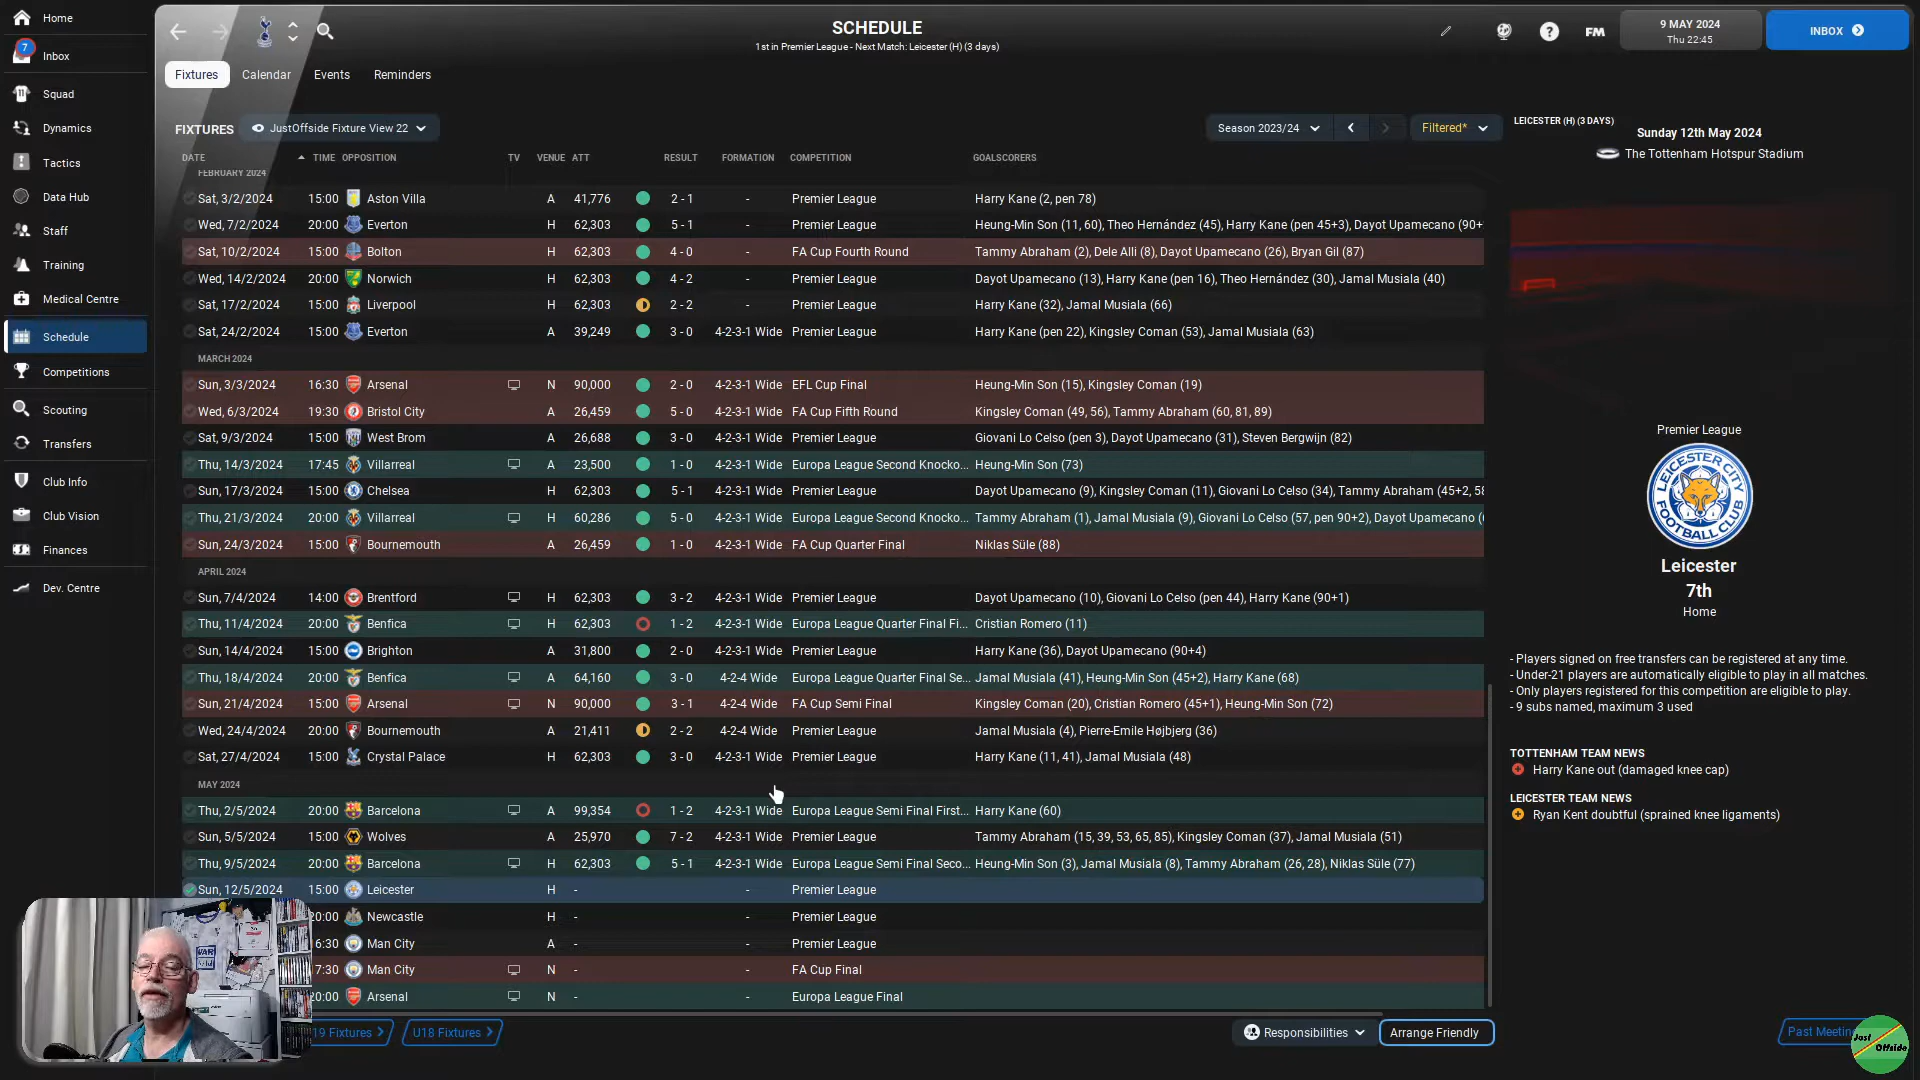 Home
7
Inbox
Squad
Dynamics
Tactics
Data Hub
Staff
Training
Medical Centre
Schedule
Competitions
Scouting
Transfers
Club Info
Club Vision
Finances
Dev. Centre
SCHEDULE
1st in Premier League - Next Match: Leicester (H) (3 days)
? FM
9 MAY 2024
Thu 22:45
INBOX
Fixtures Calendar Events Reminders
FIXTURES JustOffside Fixture View 22 Season 2023/24 Filtered*
DATE TIME OPPOSITION TV VENUE ATT RESULT FORMATION COMPETITION GOALSCORERS
FEBRUARY 2024
Sat, 3/2/2024 15:00 Aston Villa A 41,776 2 - 1 - Premier League Harry Kane (2, pen 78)
Wed, 7/2/2024 20:00 Everton H 62,303 5 - 1 - Premier League Heung-Min Son (11, 60), Theo Hernández (45), Harry Kane (pen 45+3), Dayot Upamecano (90+
Sat, 10/2/2024 15:00 Bolton H 62,303 4 - 0 - FA Cup Fourth Round Tammy Abraham (2), Dele Alli (8), Dayot Upamecano (26), Bryan Gil (87)
Wed, 14/2/2024 20:00 Norwich H 62,303 4 - 2 - Premier League Dayot Upamecano (13), Harry Kane (pen 16), Theo Hernández (30), Jamal Musiala (40)
Sat, 17/2/2024 15:00 Liverpool H 62,303 2 - 2 - Premier League Harry Kane (32), Jamal Musiala (66)
Sat, 24/2/2024 15:00 Everton A 39,249 3 - 0 4-2-3-1 Wide Premier League Harry Kane (pen 22), Kingsley Coman (53), Jamal Musiala (63)
MARCH 2024
Sun, 3/3/2024 16:30 Arsenal N 90,000 2 - 0 4-2-3-1 Wide EFL Cup Final Heung-Min Son (15), Kingsley Coman (19)
Wed, 6/3/2024 19:30 Bristol City A 26,459 5 - 0 4-2-3-1 Wide FA Cup Fifth Round Kingsley Coman (49, 56), Tammy Abraham (60, 81, 89)
Sat, 9/3/2024 15:00 West Brom A 26,688 3 - 0 4-2-3-1 Wide Premier League Giovani Lo Celso (pen 3), Dayot Upamecano (31), Steven Bergwijn (82)
Thu, 14/3/2024 17:45 Villarreal A 23,500 1 - 0 4-2-3-1 Wide Europa League Second Knocko... Heung-Min Son (73)
Sun, 17/3/2024 15:00 Chelsea H 62,303 5 - 1 4-2-3-1 Wide Premier League Dayot Upamecano (9), Kingsley Coman (11), Giovani Lo Celso (34), Tammy Abraham (45+2, 58
Thu, 21/3/2024 20:00 Villarreal H 60,286 5 - 0 4-2-3-1 Wide Europa League Second Knocko... Tammy Abraham (1), Jamal Musiala (9), Giovani Lo Celso (57, pen 90+2), Dayot Upamecano (
Sun, 24/3/2024 15:00 Bournemouth A 26,459 1 - 0 4-2-3-1 Wide FA Cup Quarter Final Niklas Süle (88)
APRIL 2024
Sun, 7/4/2024 14:00 Brentford H 62,303 3 - 2 4-2-3-1 Wide Premier League Dayot Upamecano (10), Giovani Lo Celso (pen 44), Harry Kane (90+1)
Thu, 11/4/2024 20:00 Benfica H 62,303 1 - 2 4-2-3-1 Wide Europa League Quarter Final Fi... Cristian Romero (11)
Sun, 14/4/2024 15:00 Brighton A 31,800 2 - 0 4-2-3-1 Wide Premier League Harry Kane (36), Dayot Upamecano (90+4)
Thu, 18/4/2024 20:00 Benfica A 64,160 3 - 0 4-2-4 Wide Europa League Quarter Final Se... Jamal Musiala (41), Heung-Min Son (45+2), Harry Kane (68)
Sun, 21/4/2024 15:00 Arsenal N 90,000 3 - 1 4-2-4 Wide FA Cup Semi Final Kingsley Coman (20), Cristian Romero (45+1), Heung-Min Son (72)
Wed, 24/4/2024 20:00 Bournemouth A 21,411 2 - 2 4-2-4 Wide Premier League Jamal Musiala (4), Pierre-Emile Højbjerg (36)
Sat, 27/4/2024 15:00 Crystal Palace H 62,303 3 - 0 4-2-3-1 Wide Premier League Harry Kane (11, 41), Jamal Musiala (48)
MAY 2024
Thu, 2/5/2024 20:00 Barcelona A 99,354 1 - 2 4-2-3-1 Wide Europa League Semi Final First... Harry Kane (60)
Sun, 5/5/2024 15:00 Wolves A 25,970 7 - 2 4-2-3-1 Wide Premier League Tammy Abraham (15, 39, 53, 65, 85), Kingsley Coman (37), Jamal Musiala (51)
Thu, 9/5/2024 20:00 Barcelona H 62,303 5 - 1 4-2-3-1 Wide Europa League Semi Final Seco... Heung-Min Son (3), Jamal Musiala (8), Tammy Abraham (26, 28), Niklas Süle (77)
Sun, 12/5/2024 15:00 Leicester H - - Premier League
20:00 Newcastle H - - Premier League
16:30 Man City A - - Premier League
17:30 Man City N - - FA Cup Final
20:00 Arsenal N - - Europa League Final
19 Fixtures U18 Fixtures Responsibilities Arrange Friendly
LEICESTER (H) (3 DAYS)
Sunday 12th May 2024
The Tottenham Hotspur Stadium
Premier League
LEICESTER CITY
FOOTBALL CLUB
Leicester
7th
Home
- Players signed on free transfers can be registered at any time.
- Under-21 players are automatically eligible to play in all matches.
- Only players registered for this competition are eligible to play.
- 9 subs named, maximum 3 used
TOTTENHAM TEAM NEWS
Harry Kane out (damaged knee cap)
LEICESTER TEAM NEWS
Ryan Kent doubtful (sprained knee ligaments)
Past Meetin
Just
Offside